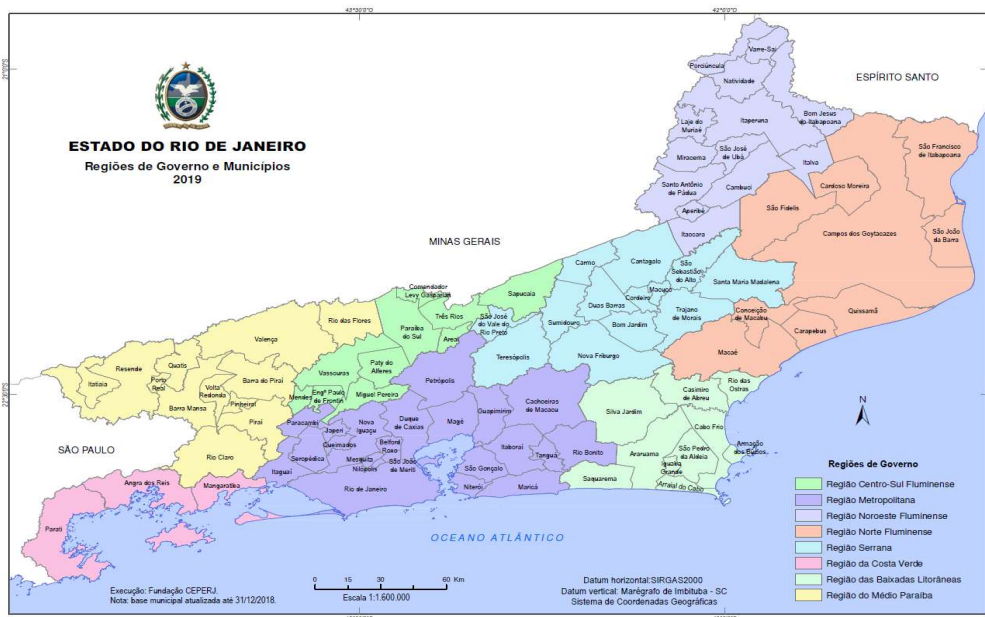 43°30'0"O
42°0'0"O
ESTADO DO RIO DE JANEIRO
Regiões de Governo e Municípios
2019
MINAS GERAIS
ESPÍRITO SANTO
SÃO PAULO
OCEANO ATLÂNTICO
Varre-Sai
Porciúncula
Natividade
Itaperuna
Bom Jesus
do Itabapoana
Laje do
Muriaé
São José
de Ubá
Miracema
Italva
Santo Antônio
de Pádua
Cambuci
Aperibé
Itaocara
São Francisco
de Itabapoana
Cardoso Moreira
São Fidelis
Campos dos Goytacazes
São João
da Barra
Quissamã
Conceição
de Macabu
Carapebus
Macaé
Carmo
Cantagalo
São
Sebastião
do Alto
Santa Maria Madalena
Macuco
Cordeiro
Duas Barras
Trajano
de Morais
Sumidouro
Bom Jardim
São José
do Vale do
Rio Preto
Teresópolis
Nova Friburgo
Comendador
Levy Gasparian
Sapucaia
Três Rios
Paraíba
do Sul
Areal
Paty do
Alferes
Vassouras
Engº Paulo
de Frontin
Mendes
Miguel Pereira
Rio das Flores
Valença
Resende
Itatiaia
Quatis
Porto
Real
Volta
Redonda
Barra do Piraí
Barra Mansa
Pinheiral
Piraí
Rio Claro
Petrópolis
Cachoeiras
de Macacu
Guapimirim
Magé
Duque
de Caxias
Nova
Iguaçu
Paracambi
Japeri
Queimados
Belford
Roxo
Seropédica
Mesquita
Nilópolis
São João
de Meriti
Itaguaí
Rio de Janeiro
Itaboraí
Tanguá
Rio Bonito
São Gonçalo
Niterói
Maricá
Casimiro
de Abreu
Rio das
Ostras
Silva Jardim
Cabo Frio
São Pedro
da Aldeia
Armação
dos Búzios
Araruama
Iguaba
Grande
Saquarema
Arraial do Cabo
Angra dos Reis
Mangaratiba
Parati
N
Regiões de Governo
Região Centro-Sul Fluminense
Região Metropolitana
Região Noroeste Fluminense
Região Norte Fluminense
Região Serrana
Região da Costa Verde
Região das Baixadas Litorâneas
Região do Médio Paraíba
Execução: Fundação CEPERJ.
Nota: base municipal atualizada até 31/12/2018.
0 15 30 60 Km
Escala 1:1.600.000
Datum horizontal:SIRGAS2000
Datum vertical: Marégrafo de Imbituba - SC
Sistema de Coordenadas Geográficas